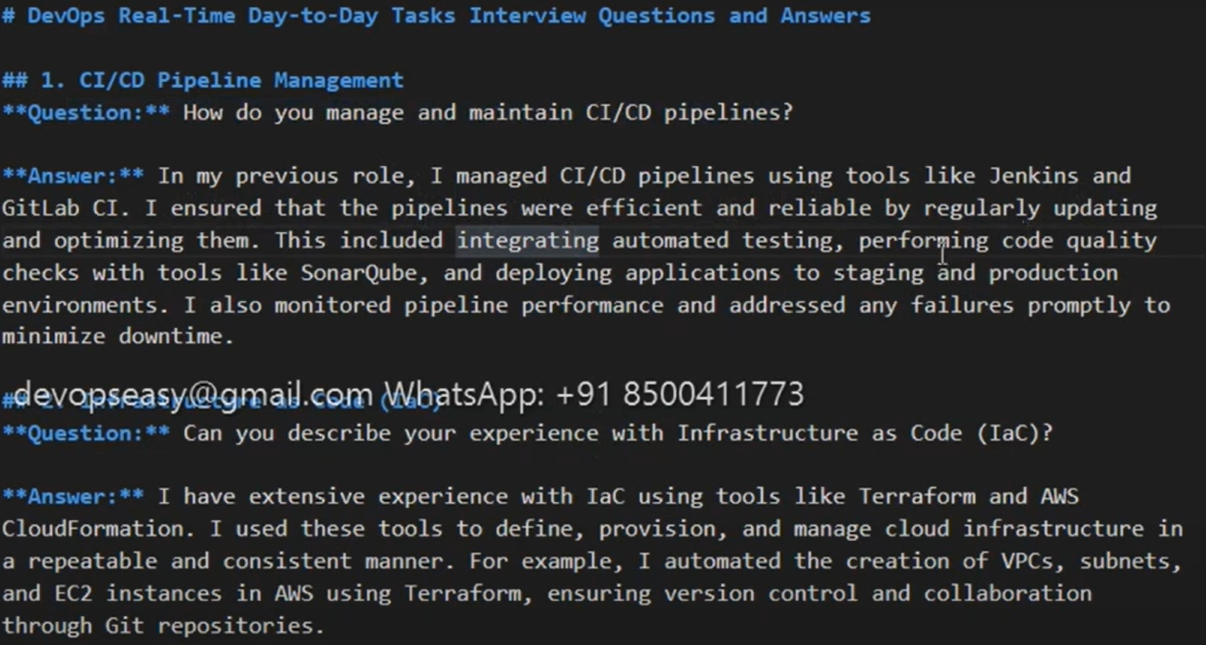 # DevOps Real-Time Day-to-Day Tasks Interview Questions and Answers
## 1. CI/CD Pipeline Management
**Question:** How do you manage and maintain CI/CD pipelines?
**Answer:** In my previous role, I managed CI/CD pipelines using tools like Jenkins and
GitLab CI. I ensured that the pipelines were efficient and reliable by regularly updating
and optimizing them. This included integrating automated testing, performing code quality
checks with tools like SonarQube, and deploying applications to staging and production
environments. I also monitored pipeline performance and addressed any failures promptly to
minimize downtime.
devopseasy@gmail.com WhatsApp: +91 8500411773
## 2. Infrastructure as Code (IaC)
**Question:** Can you describe your experience with Infrastructure as Code (IaC)?
**Answer:** I have extensive experience with IaC using tools like Terraform and AWS
CloudFormation. I used these tools to define, provision, and manage cloud infrastructure in
a repeatable and consistent manner. For example, I automated the creation of VPCs, subnets,
and EC2 instances in AWS using Terraform, ensuring version control and collaboration
through Git repositories.